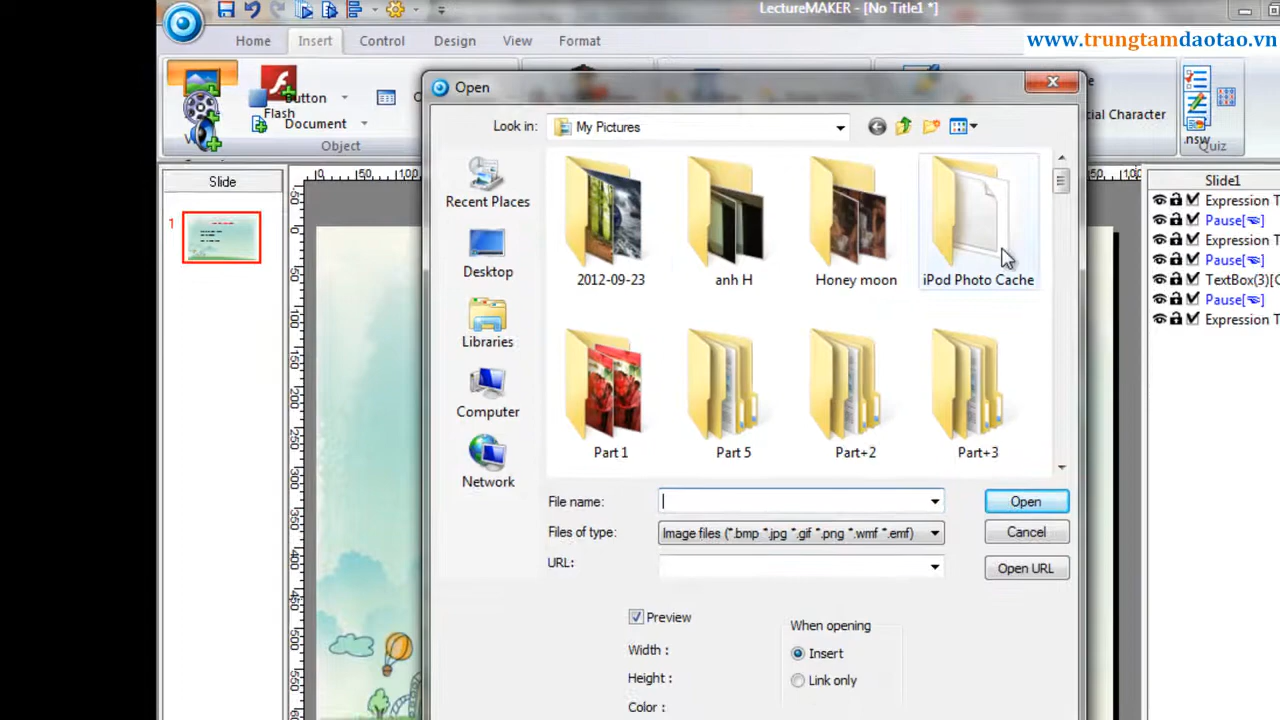 LectureMAKER - [No Title1 *]
Home Insert Control Design View Format
www.trungtamdaotao.vn
Flash
Button
Document
Object
cial Character
.nsw
Quiz
Slide
1
Open
Look in: My Pictures
Recent Places
Desktop
Libraries
Computer
Network
2012-09-23 anh H Honey moon iPod Photo Cache
Part 1 Part 5 Part+2 Part+3
File name: Open
Files of type: Image files (*.bmp *.jpg *.gif *.png *.wmf *.emf) Cancel
URL: Open URL
Preview
Width :
Height :
Color :
When opening
Insert
Link only
Slide1
Expression T
Pause[
Expression T
Pause[
TextBox(3)[C
Pause[
Expression T